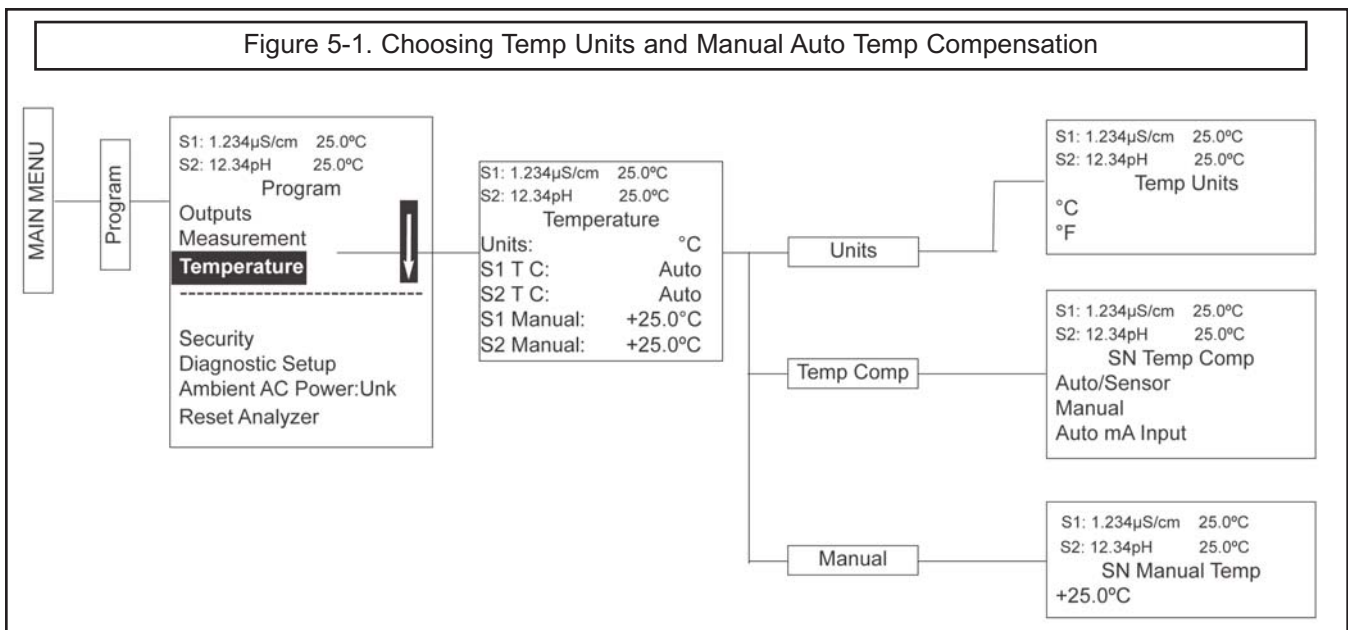 Figure 5-1. Choosing Temp Units and Manual Auto Temp Compensation
MAIN MENU
Program
S1: 1.234µS/cm 25.0ºC
S2: 12.34pH 25.0ºC
Program
Outputs
Measurement
Temperature
Security
Diagnostic Setup
Ambient AC Power:Unk
Reset Analyzer
S1: 1.234µS/cm 25.0ºC
S2: 12.34pH 25.0ºC
Temperature
Units: °C
S1 T C: Auto
S2 T C: Auto
S1 Manual: +25.0°C
S2 Manual: +25.0ºC
Units
S1: 1.234µS/cm 25.0ºC
S2: 12.34pH 25.0ºC
Temp Units
°C
°F
Temp Comp
S1: 1.234µS/cm 25.0ºC
S2: 12.34pH 25.0ºC
SN Temp Comp
Auto/Sensor
Manual
Auto mA Input
Manual
S1: 1.234µS/cm 25.0ºC
S2: 12.34pH 25.0ºC
SN Manual Temp
+25.0ºC